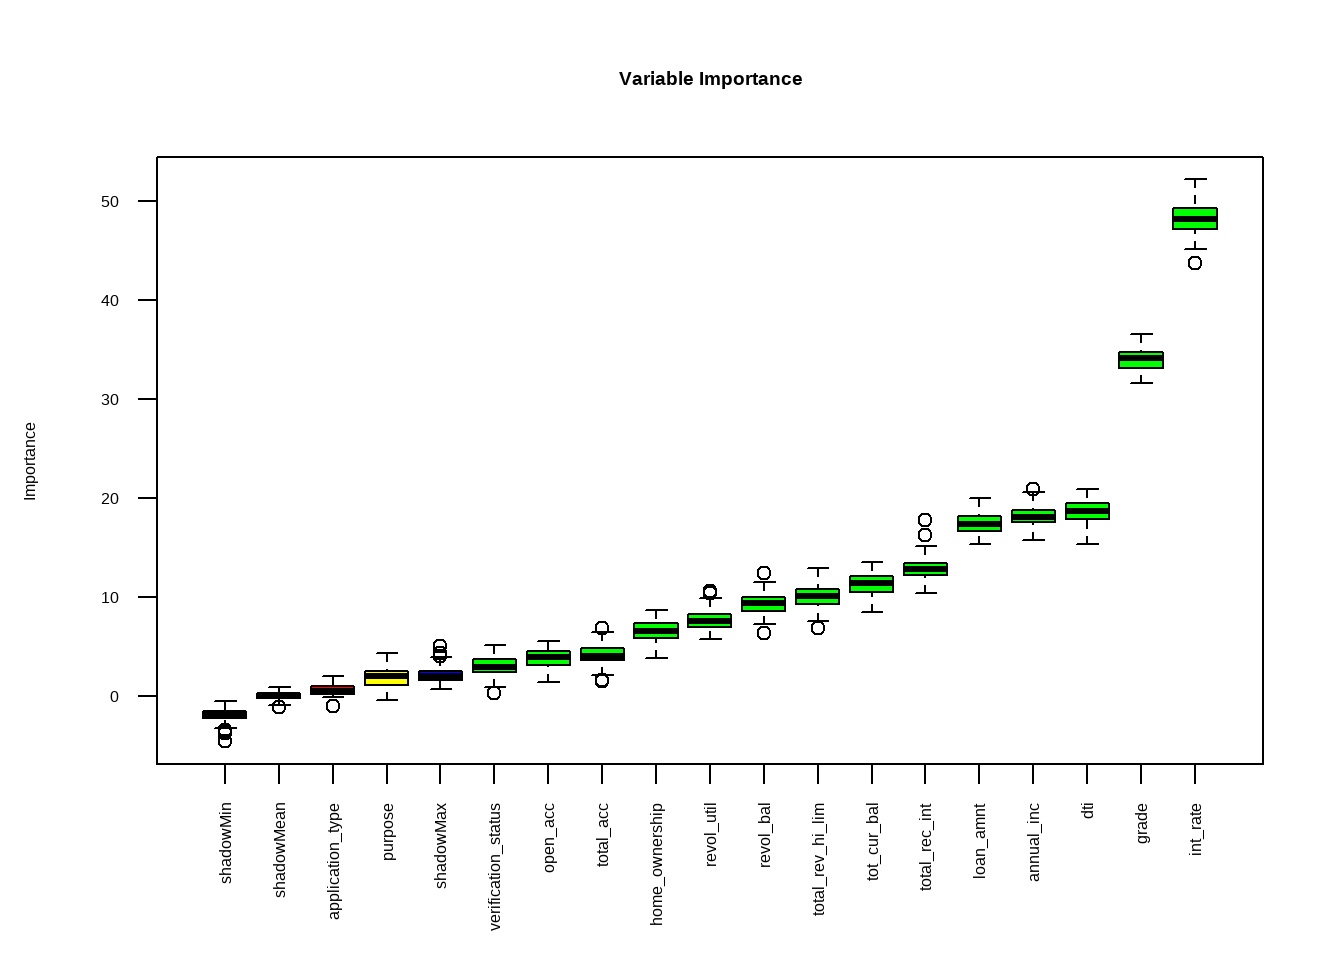 Variable Importance
Importance
50
40
30
20
10
0
shadowMin
shadowMean
application_type
purpose
shadowMax
verification_status
open_acc
total_acc
home_ownership
revol_util
revol_bal
total_rev_hi_lim
tot_cur_bal
total_rec_int
loan_amnt
annual_inc
dti
grade
int_rate